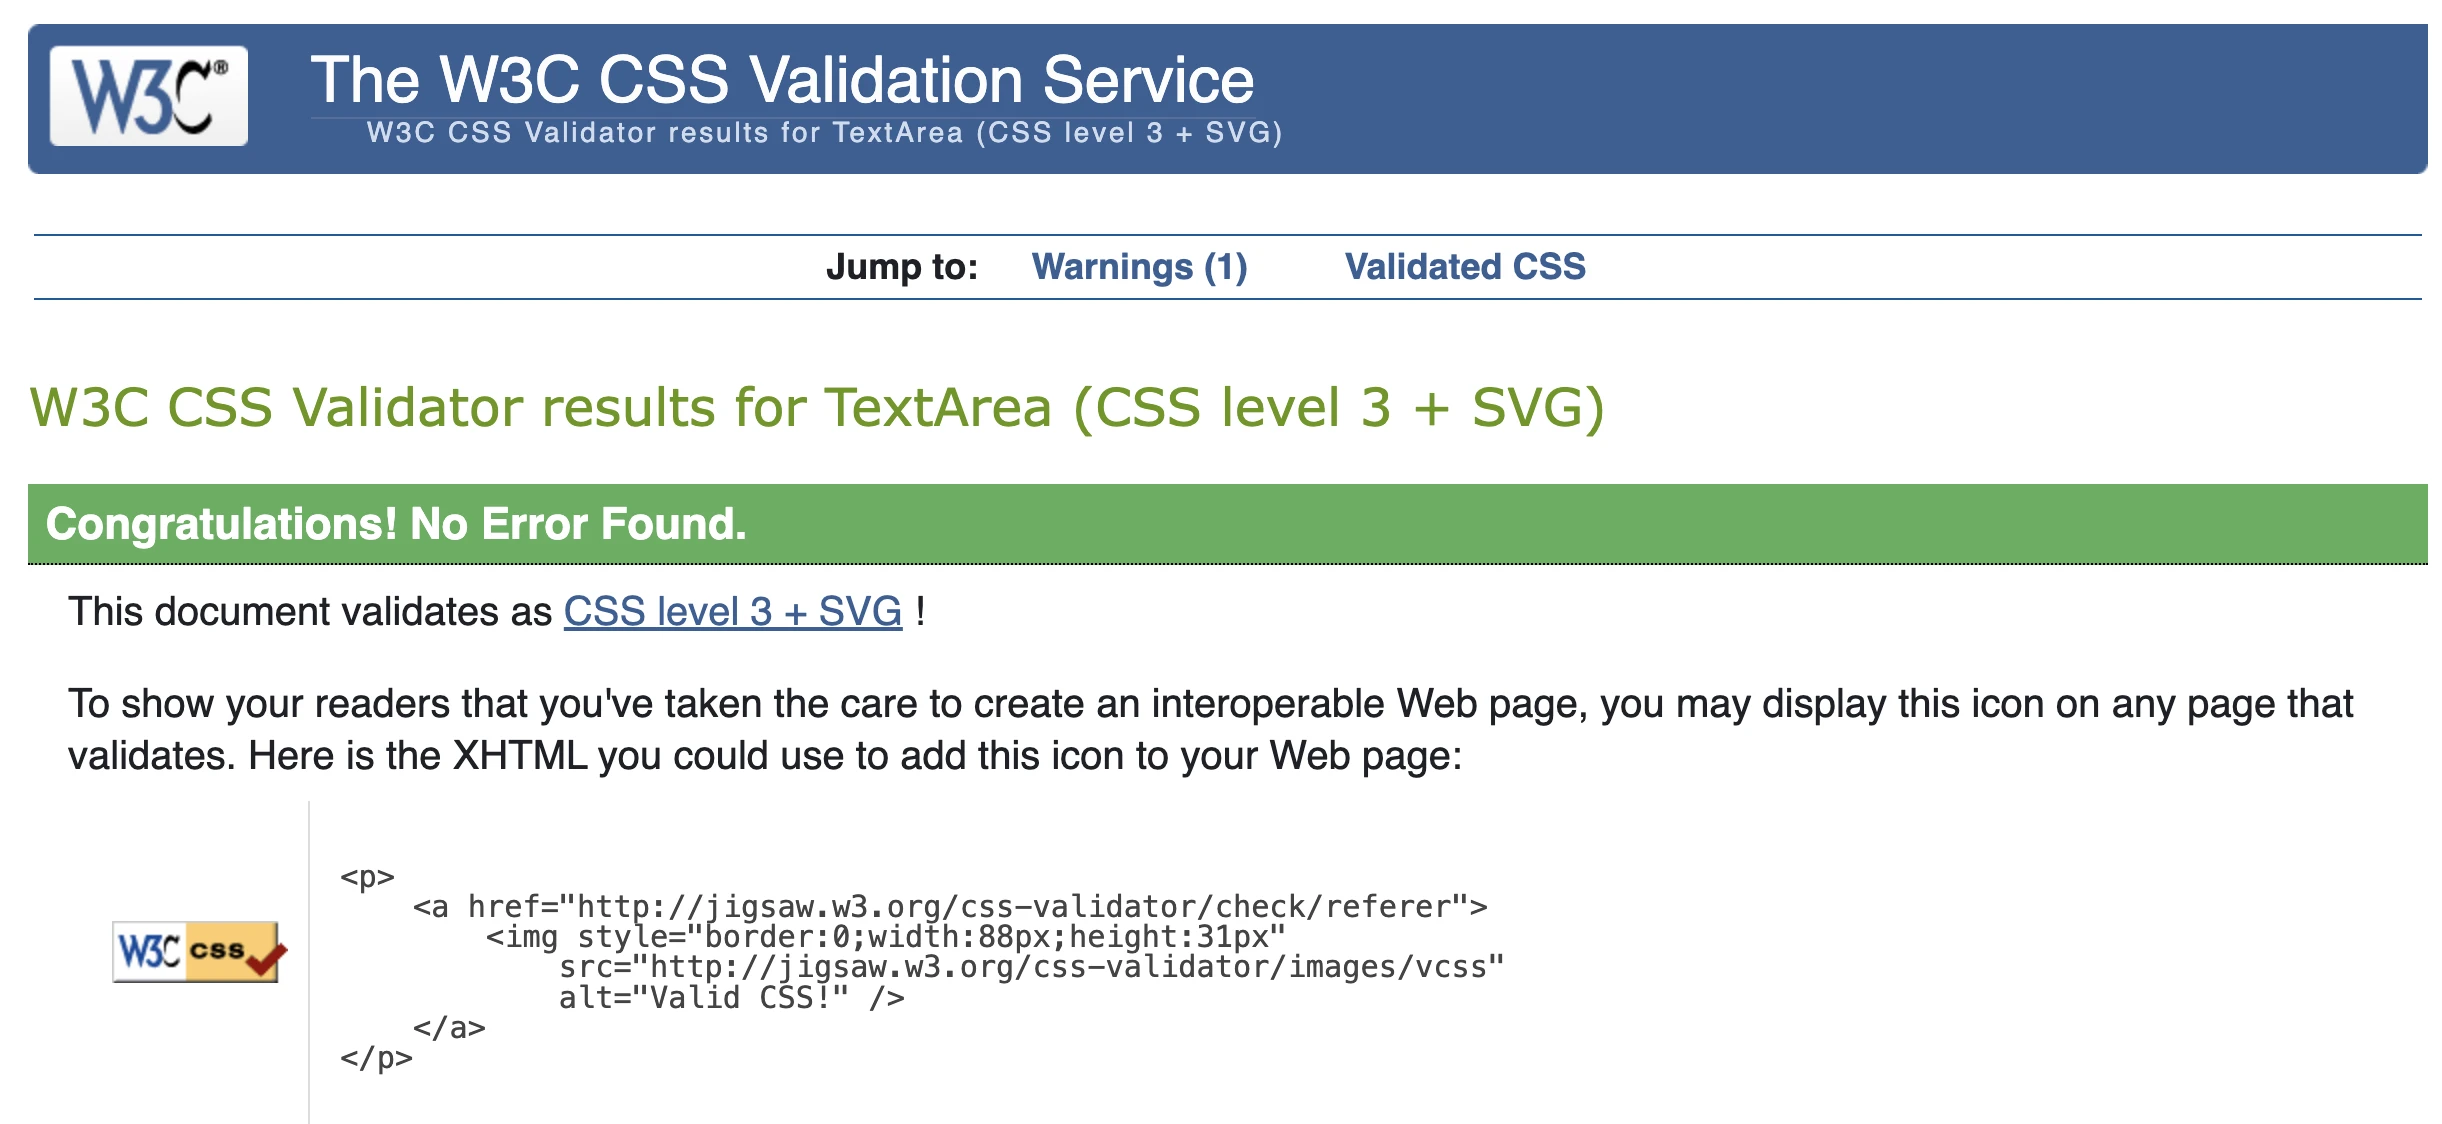 W3C®
The W3C CSS Validation Service
W3C CSS Validator results for TextArea (CSS level 3 + SVG)
Jump to: Warnings (1) Validated CSS
W3C CSS Validator results for TextArea (CSS level 3 + SVG)
Congratulations! No Error Found.
This document validates as CSS level 3 + SVG !
To show your readers that you've taken the care to create an interoperable Web page, you may display this icon on any page that
validates. Here is the XHTML you could use to add this icon to your Web page:
W3C css
<p>
    <a href="http://jigsaw.w3.org/css-validator/check/referer">
        <img style="border:0;width:88px;height:31px"
            src="http://jigsaw.w3.org/css-validator/images/vcss"
            alt="Valid CSS!" />
    </a>
</p>